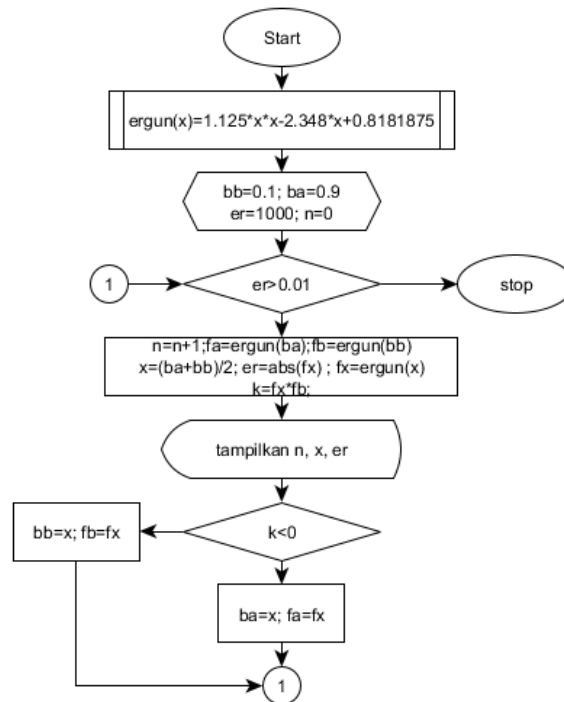 Start
ergun(x)=1.125*x*x-2.348*x+0.8181875
bb=0.1; ba=0.9
er=1000; n=0
1
er>0.01
stop
n=n+1;fa=ergun(ba);fb=ergun(bb)
x=(ba+bb)/2; er=abs(fx) ; fx=ergun(x)
k=fx*fb;
tampilkan n, x, er
k<0
bb=x; fb=fx
ba=x; fa=fx
1